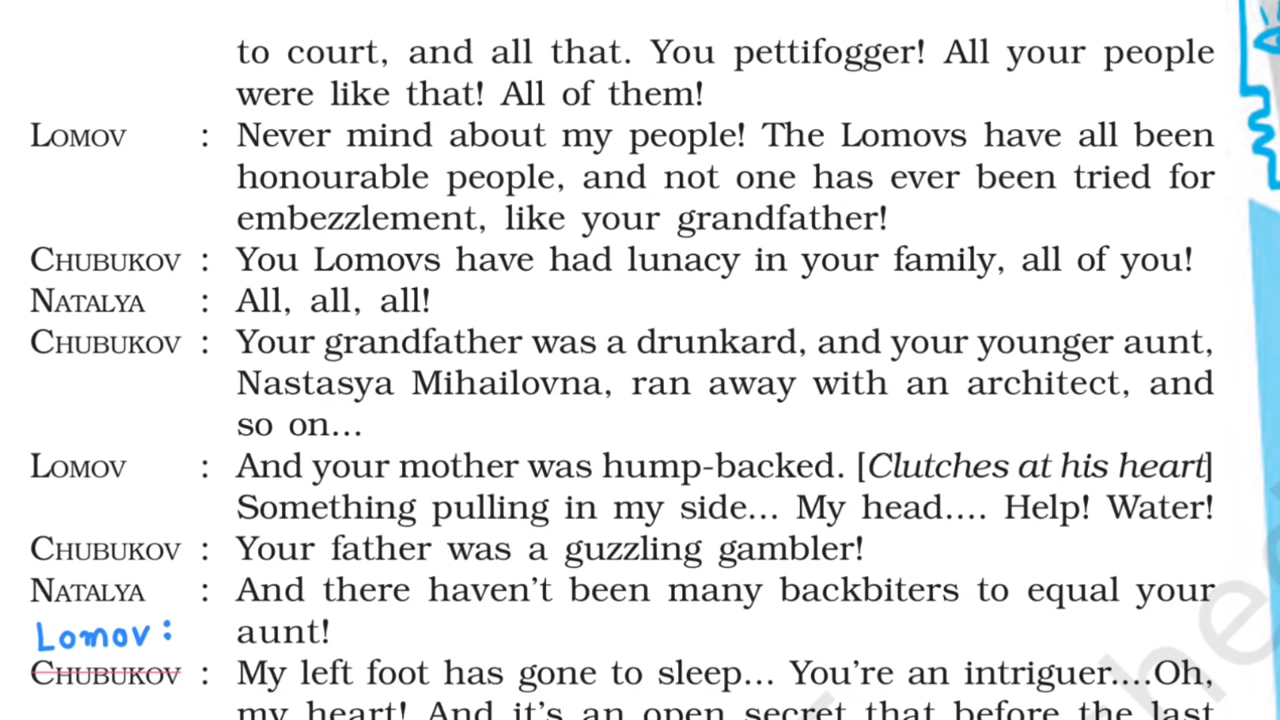 to court, and all that. You pettifogger! All your people
were like that! All of them!
LOMOV : Never mind about my people! The Lomovs have all been
honourable people, and not one has ever been tried for
embezzlement, like your grandfather!
CHUBUKOV : You Lomovs have had lunacy in your family, all of you!
NATALYA : All, all, all!
CHUBUKOV : Your grandfather was a drunkard, and your younger aunt,
Nastasya Mihailovna, ran away with an architect, and
so on...
LOMOV : And your mother was hump-backed. [Clutches at his heart]
Something pulling in my side... My head.... Help! Water!
CHUBUKOV : Your father was a guzzling gambler!
NATALYA : And there haven't been many backbiters to equal your
Lomov: aunt!
CHUBUKOV : My left foot has gone to sleep... You're an intriguer....Oh,
my heart! And it's an open secret that before the last
he